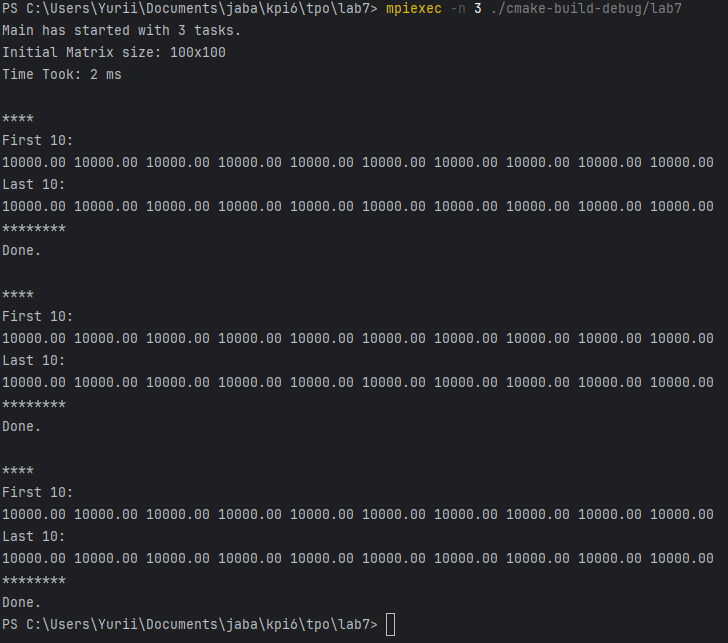 PS C:\Users\Yurii\Documents\jaba\kpi6\tpo\lab7> mpiexec -n 3 ./cmake-build-debug/lab7
Main has started with 3 tasks.
Initial Matrix size: 100x100
Time Took: 2 ms
****
First 10:
10000.00 10000.00 10000.00 10000.00 10000.00 10000.00 10000.00 10000.00 10000.00 10000.00
Last 10:
10000.00 10000.00 10000.00 10000.00 10000.00 10000.00 10000.00 10000.00 10000.00 10000.00
********
Done.
****
First 10:
10000.00 10000.00 10000.00 10000.00 10000.00 10000.00 10000.00 10000.00 10000.00 10000.00
Last 10:
10000.00 10000.00 10000.00 10000.00 10000.00 10000.00 10000.00 10000.00 10000.00 10000.00
********
Done.
****
First 10:
10000.00 10000.00 10000.00 10000.00 10000.00 10000.00 10000.00 10000.00 10000.00 10000.00
Last 10:
10000.00 10000.00 10000.00 10000.00 10000.00 10000.00 10000.00 10000.00 10000.00 10000.00
********
Done.
PS C:\Users\Yurii\Documents\jaba\kpi6\tpo\lab7>